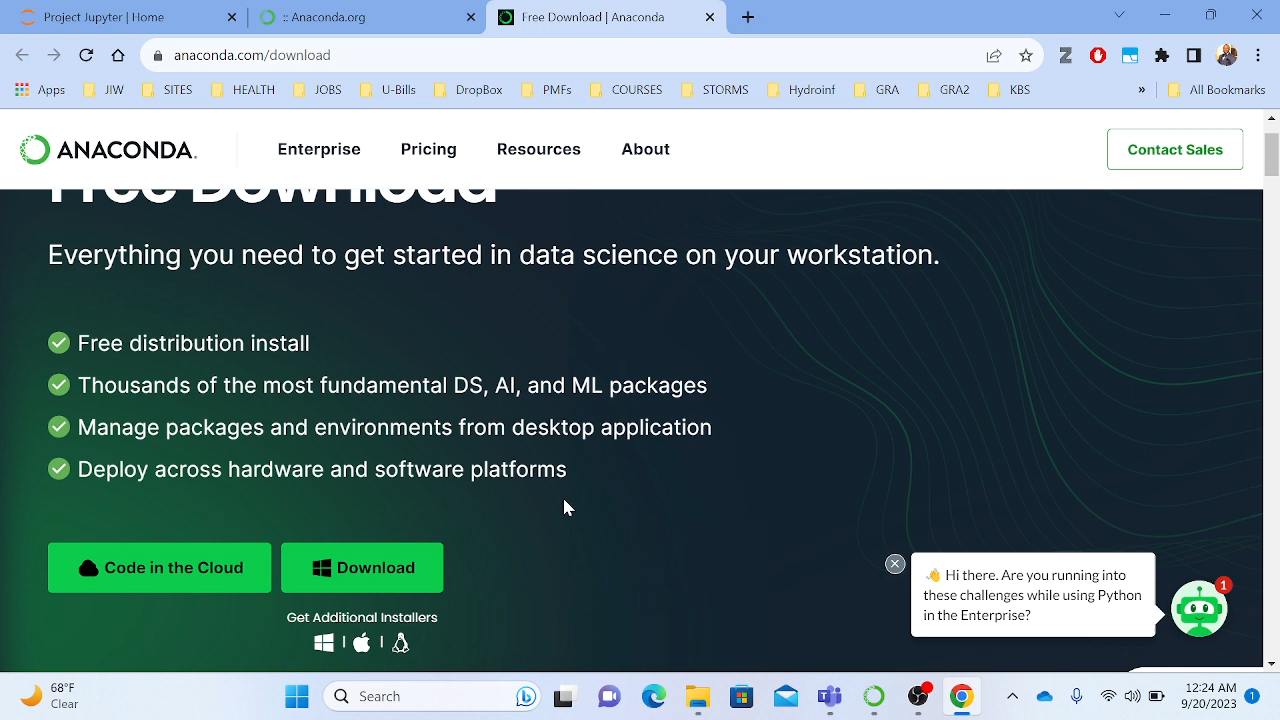 Project Jupyter | Home
:: Anaconda.org
Free Download | Anaconda
anaconda.com/download
Apps
JIW
SITES
HEALTH
JOBS
U-Bills
DropBox
PMFs
COURSES
STORMS
Hydroinf
GRA
GRA2
KBS
»
All Bookmarks
ANACONDA.
Enterprise
Pricing
Resources
About
Contact Sales
Free Download
Everything you need to get started in data science on your workstation.
Free distribution install
Thousands of the most fundamental DS, AI, and ML packages
Manage packages and environments from desktop application
Deploy across hardware and software platforms
Code in the Cloud
Download
Get Additional Installers
👋 Hi there. Are you running into
these challenges while using Python
in the Enterprise?
1
68°F
Clear
Search
12:24 AM
9/20/2023
1